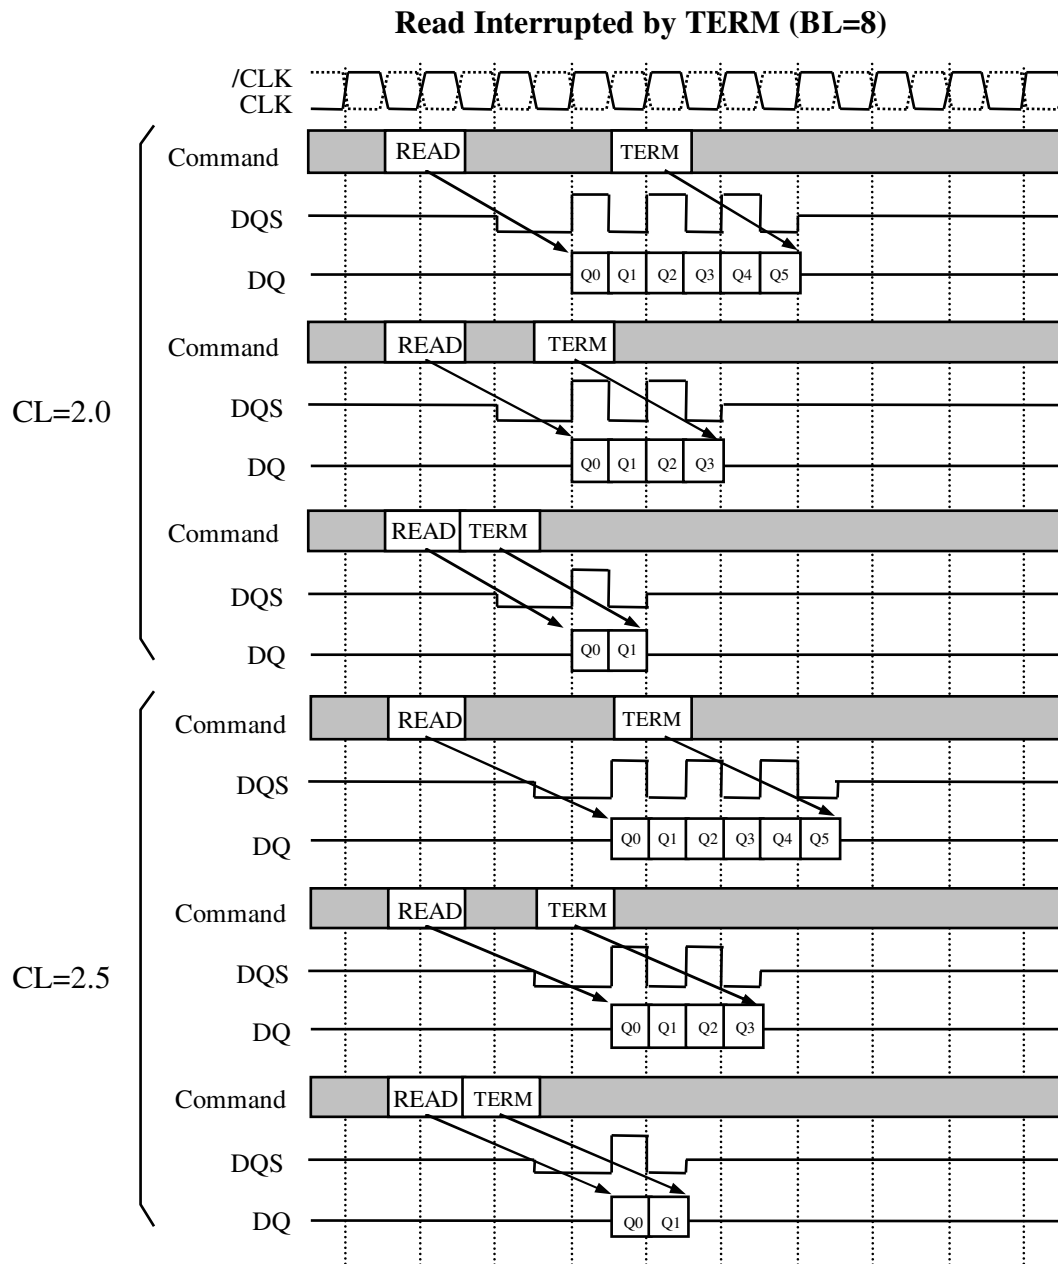 Read Interrupted by TERM (BL=8)
/CLK
CLK
Command READ TERM
DQS
DQ Q0 Q1 Q2 Q3 Q4 Q5
Command READ TERM
CL=2.0
DQS
DQ Q0 Q1 Q2 Q3
Command READ TERM
DQS
DQ Q0 Q1
Command READ TERM
DQS
DQ Q0 Q1 Q2 Q3 Q4 Q5
Command READ TERM
CL=2.5
DQS
DQ Q0 Q1 Q2 Q3
Command READ TERM
DQS
DQ Q0 Q1